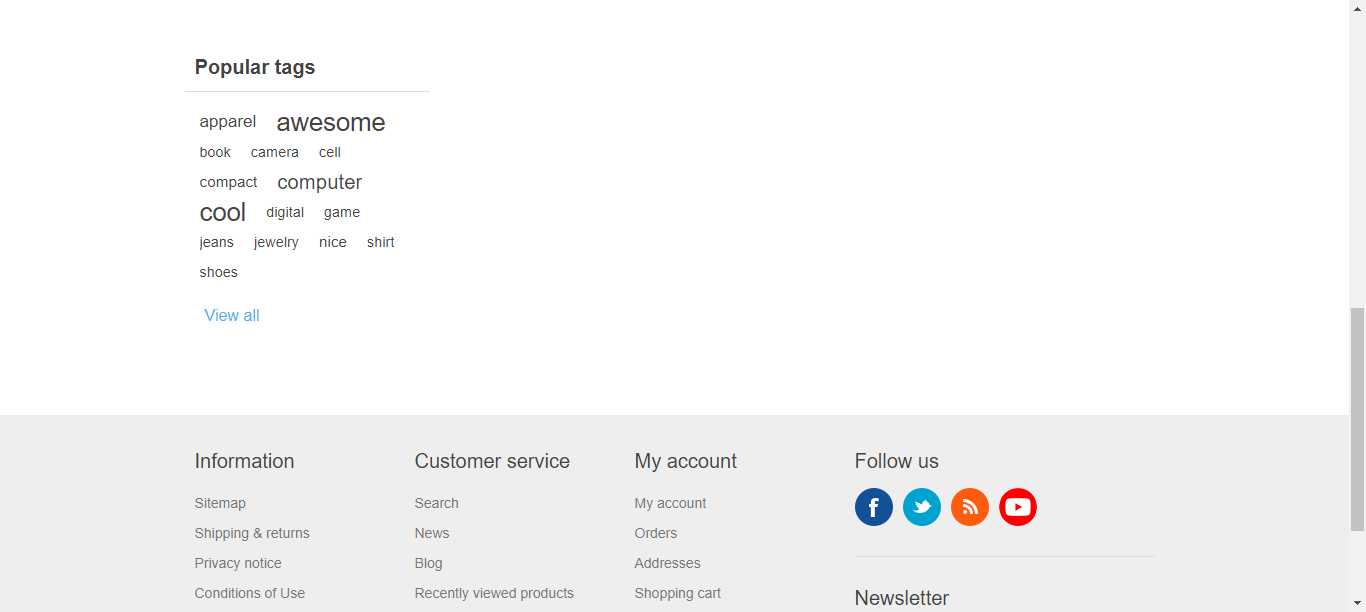 Popular tags
apparel awesome
book camera cell
compact computer
cool digital game
jeans jewelry nice shirt
shoes
View all
Information
Sitemap
Shipping & returns
Privacy notice
Conditions of Use
Customer service
Search
News
Blog
Recently viewed products
My account
My account
Orders
Addresses
Shopping cart
Follow us
Newsletter